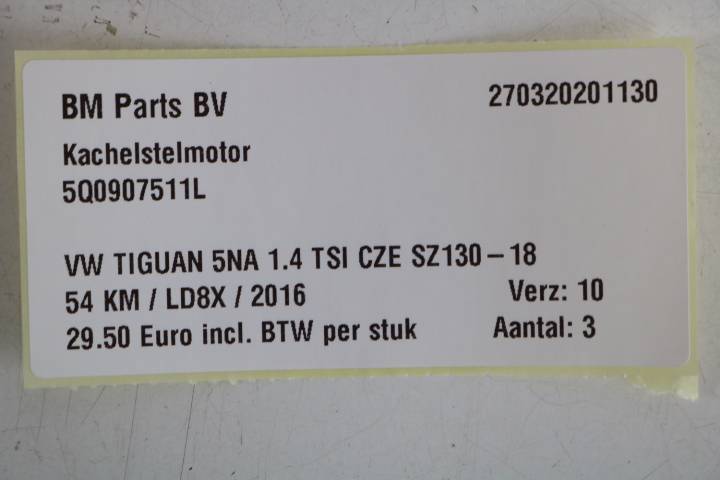 BM Parts BV 270320201130
Kachelstelmotor
5Q0907511L
VW TIGUAN 5NA 1.4 TSI CZE SZ130-18
54 KM / LD8X / 2016 Verz: 10
29.50 Euro incl. BTW per stuk Aantal: 3